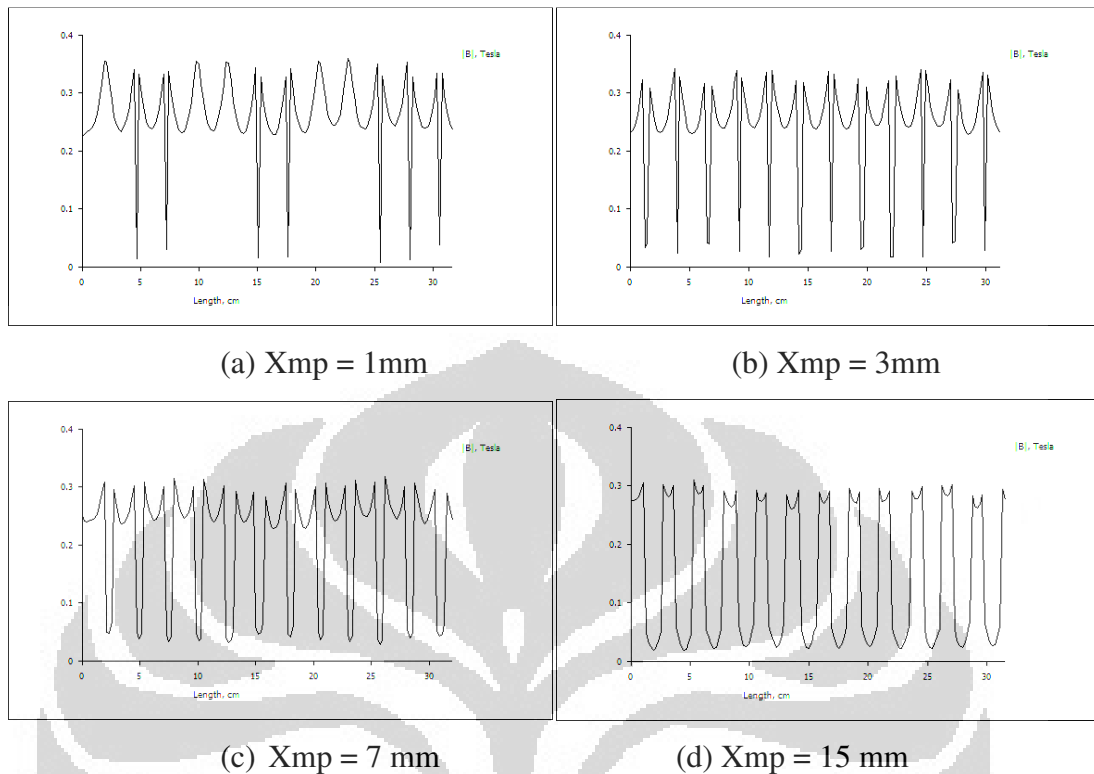 0.4
|B|, Tesla
0.3
0.2
0.1
0
0 5 10 15 20 25 30
Length, cm
(a) Xmp = 1mm
0.4
|B|, Tesla
0.3
0.2
0.1
0
0 5 10 15 20 25 30
Length, cm
(b) Xmp = 3mm
0.4
|B|, Tesla
0.3
0.2
0.1
0
0 5 10 15 20 25 30
Length, cm
(c) Xmp = 7 mm
0.4
|B|, Tesla
0.3
0.2
0.1
0
0 5 10 15 20 25 30
Length, cm
(d) Xmp = 15 mm